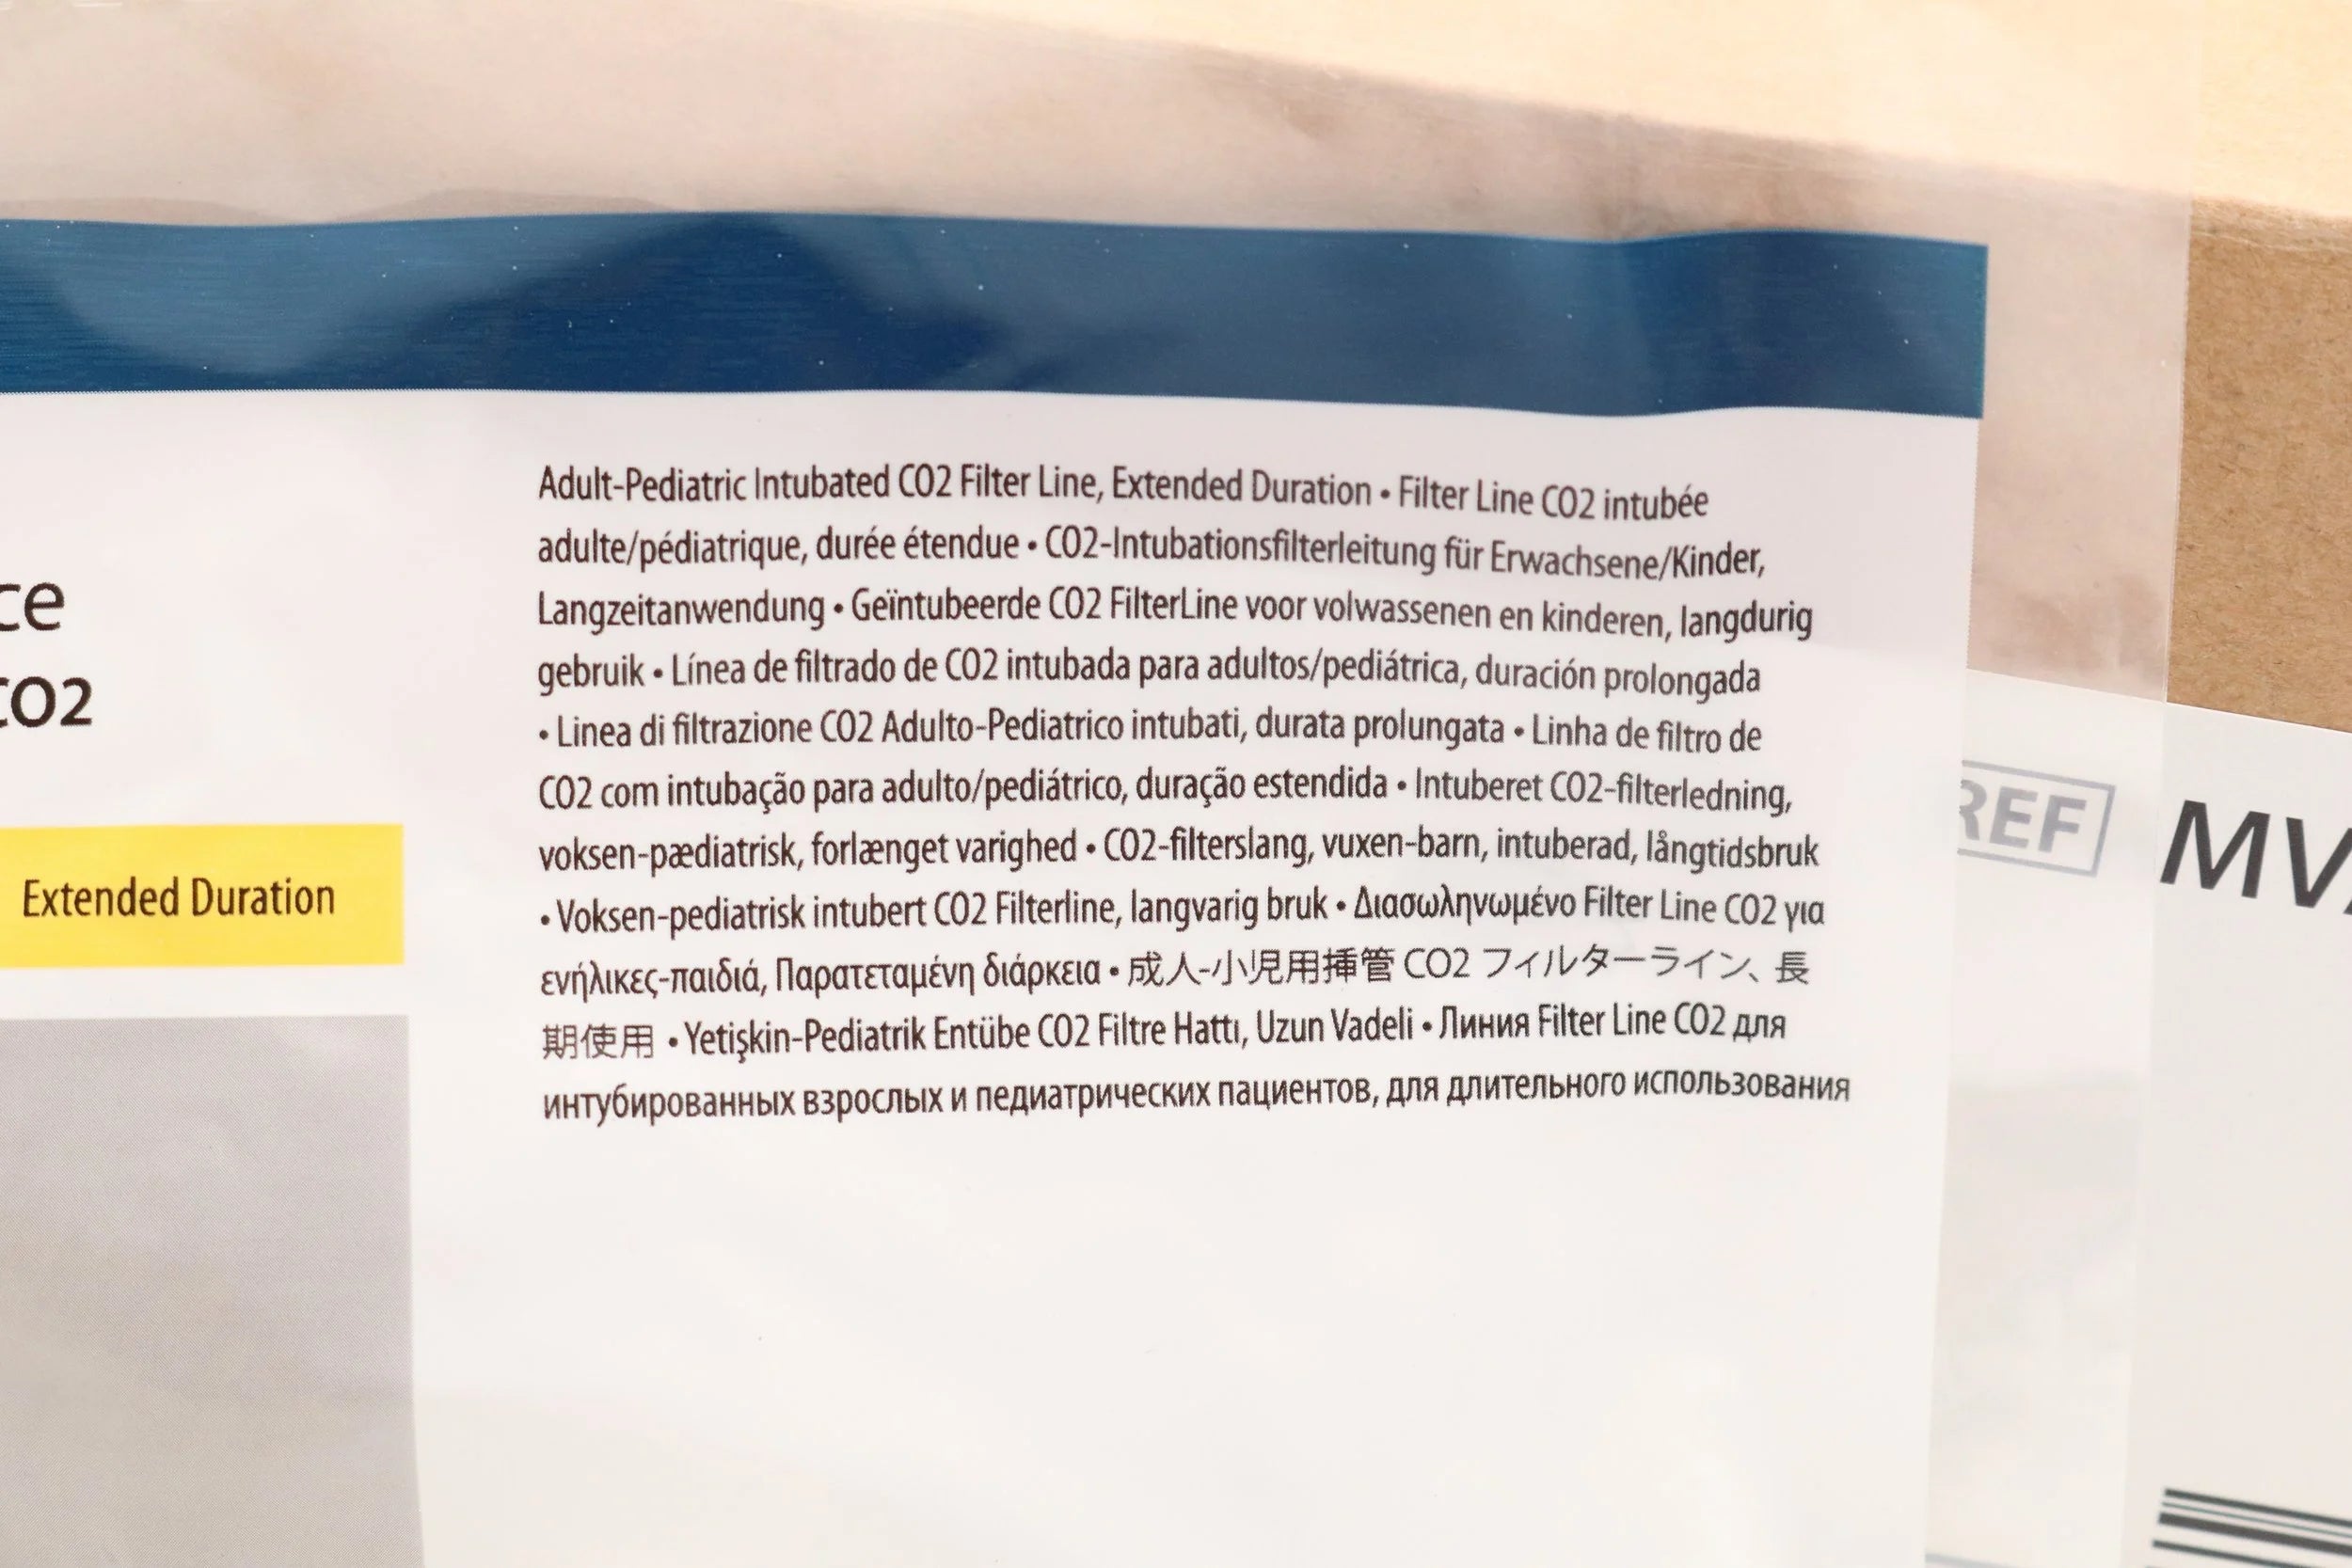 Adult-Pediatric Intubated CO2 Filter Line, Extended Duration • Filter Line CO2 intubée
adulte/pédiatrique, durée étendue • CO2-Intubationsfilterleitung für Erwachsene/Kinder,
Langzeitanwendung • Geïntubeerde CO2 FilterLine voor volwassenen en kinderen, langdurig
gebruik • Línea de filtrado de CO2 intubada para adultos/pediátrica, duración prolongada
• Linea di filtrazione CO2 Adulto-Pediatrico intubati, durata prolungata • Linha de filtro de
CO2 com intubação para adulto/pediátrico, duração estendida • Intuberet CO2-filterledning,
voksen-pædiatrisk, forlænget varighed • CO2-filterslang, vuxen-barn, intuberad, långtidsbruk
• Voksen-pediatrisk intubert CO2 Filterline, langvarig bruk • Διασωληνωμένο Filter Line CO2 για
ενήλικες-παιδιά, Παρατεταμένη διάρκεια • 成人-小児用挿管 CO2 フィルターライン、長
期使用 • Yetişkin-Pediatrik Entübe CO2 Filtre Hattı, Uzun Vadeli • Линия Filter Line CO2 для
интубированных взрослых и педиатрических пациентов, для длительного использования
ce
CO2
Extended Duration
REF